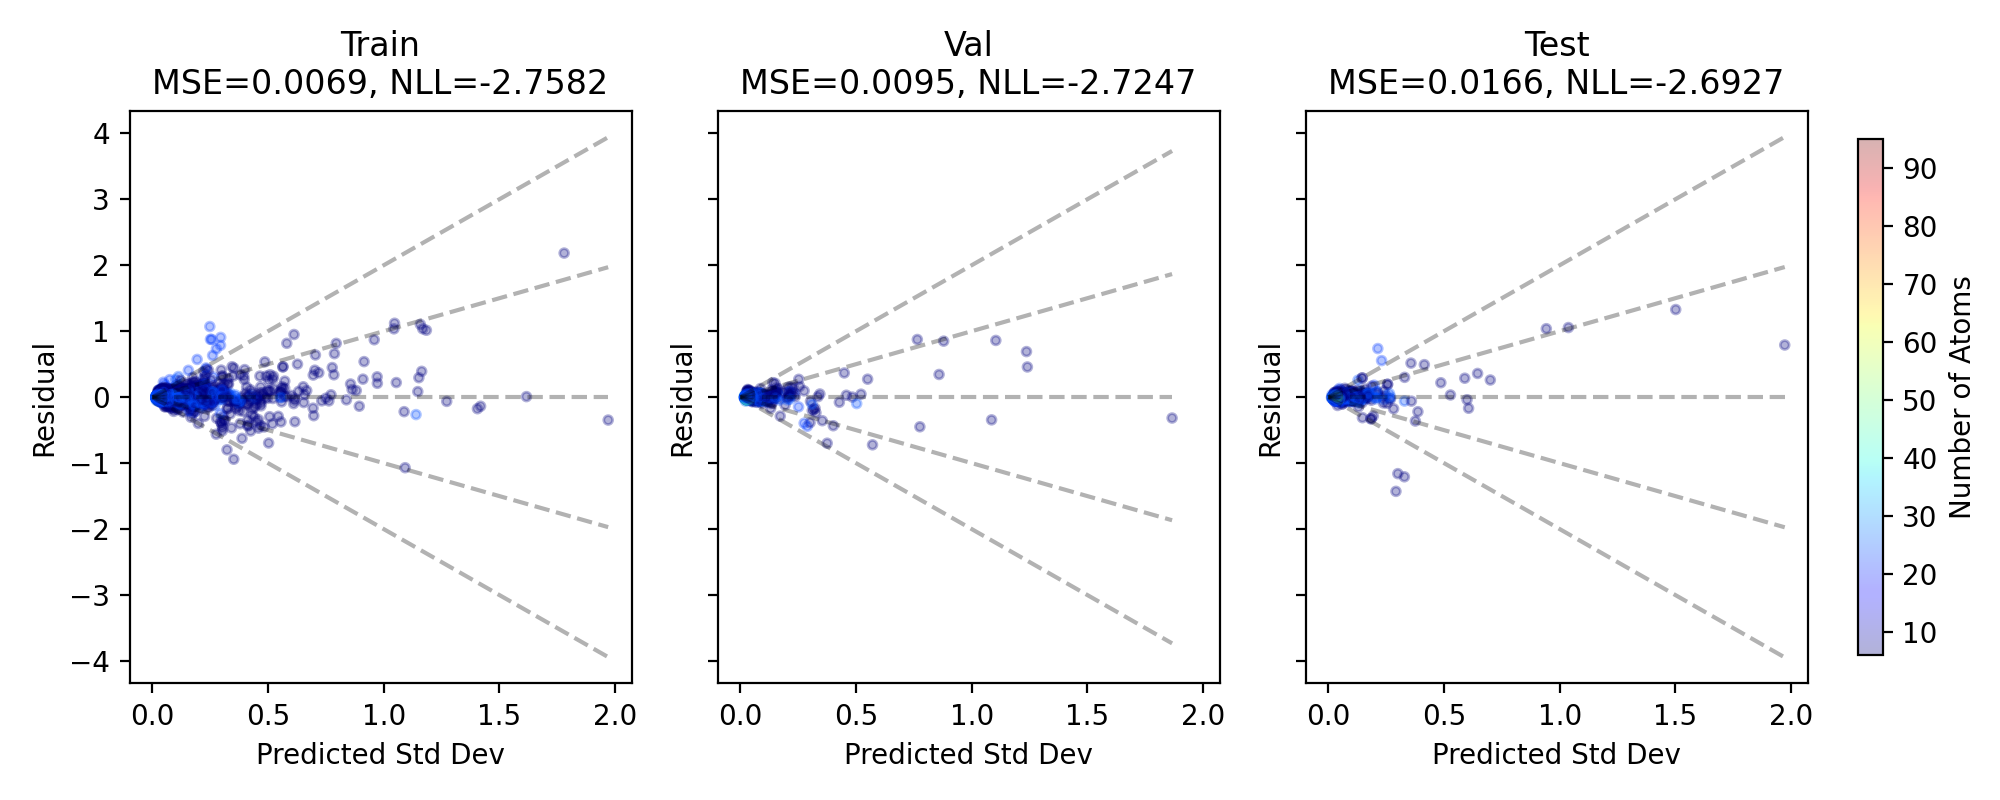 Train
MSE=0.0069, NLL=-2.7582
Val
MSE=0.0095, NLL=-2.7247
Test
MSE=0.0166, NLL=-2.6927
4
3
2
1
0
−1
−2
−3
−4
Residual
0.0 0.5 1.0 1.5 2.0
Predicted Std Dev
Residual
0.0 0.5 1.0 1.5 2.0
Predicted Std Dev
Residual
0.0 0.5 1.0 1.5 2.0
Predicted Std Dev
90
80
70
60
50
40
30
20
10
Number of Atoms